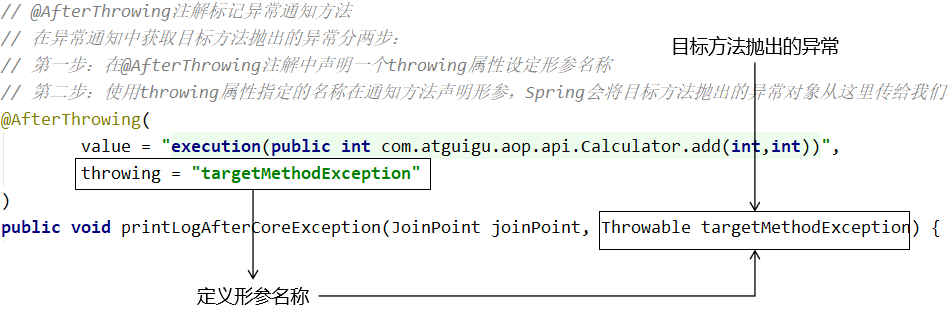 // @AfterThrowing注解标记异常通知方法
// 在异常通知中获取目标方法抛出的异常分两步：
// 第一步：在@AfterThrowing注解中声明一个throwing属性设定形参名称
// 第二步：使用throwing属性指定的名称在通知方法声明形参，Spring会将目标方法抛出的异常对象从这里传给我们
目标方法抛出的异常
@AfterThrowing(
value = "execution(public int com.atguigu.aop.api.Calculator.add(int,int))",
throwing = "targetMethodException"
)
public void printLogAfterCoreException(JoinPoint joinPoint, Throwable targetMethodException) {
定义形参名称